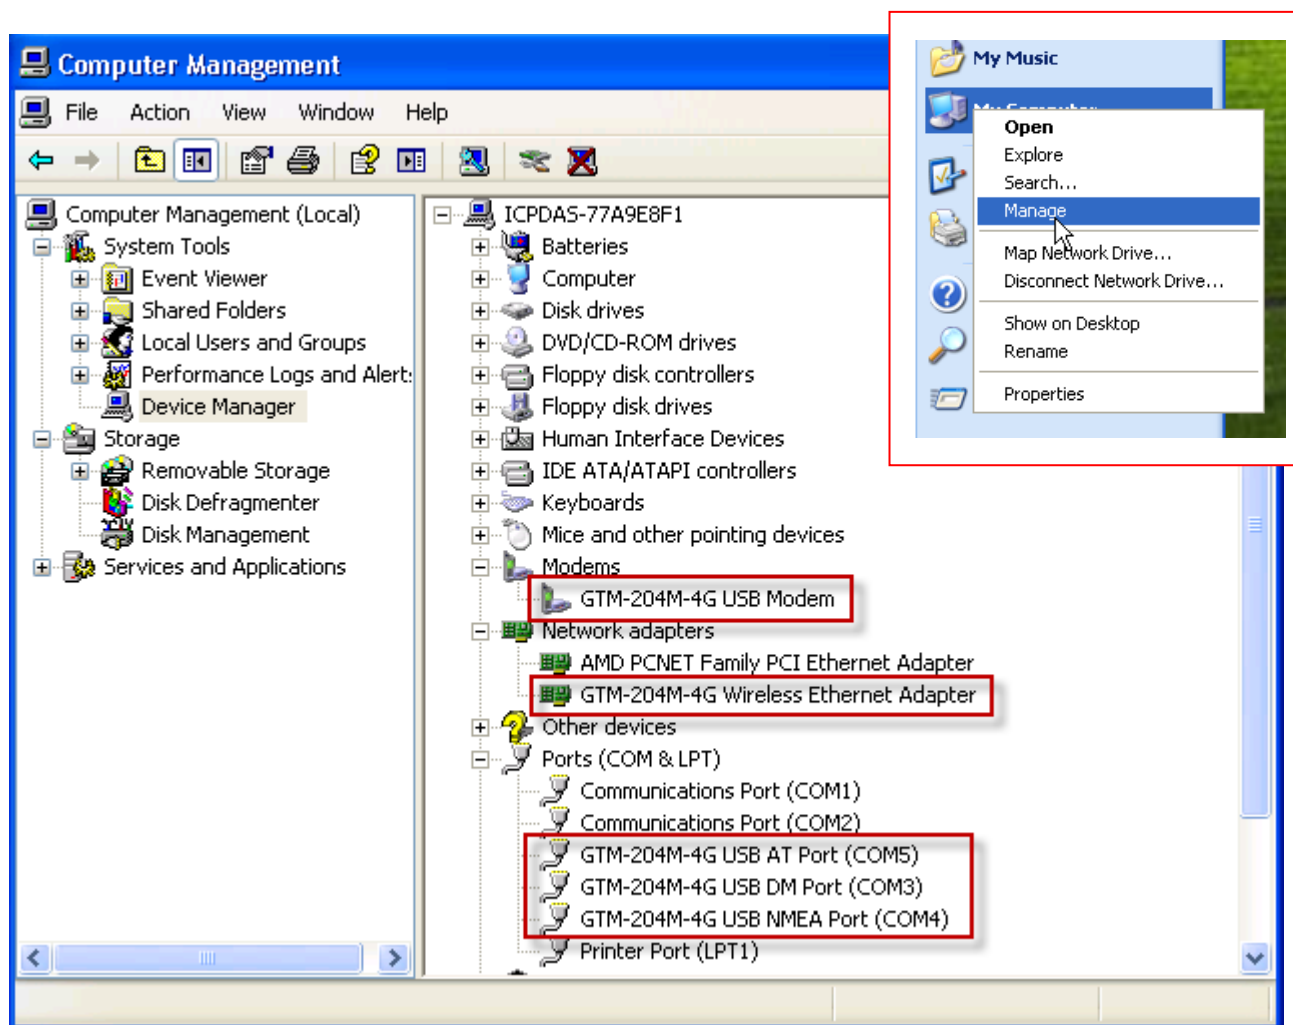 Computer Management
File Action View Window Help
Computer Management (Local)
System Tools
Event Viewer
Shared Folders
Local Users and Groups
Performance Logs and Alert
Device Manager
Storage
Removable Storage
Disk Defragmenter
Disk Management
Services and Applications
ICPDAS-77A9E8F1
Batteries
Computer
Disk drives
DVD/CD-ROM drives
Floppy disk controllers
Floppy disk drives
Human Interface Devices
IDE ATA/ATAPI controllers
Keyboards
Mice and other pointing devices
Modems
GTM-204M-4G USB Modem
Network adapters
AMD PCNET Family PCI Ethernet Adapter
GTM-204M-4G Wireless Ethernet Adapter
Other devices
Ports (COM & LPT)
Communications Port (COM1)
Communications Port (COM2)
GTM-204M-4G USB AT Port (COM5)
GTM-204M-4G USB DM Port (COM3)
GTM-204M-4G USB NMEA Port (COM4)
Printer Port (LPT1)
My Music
My Computer
Open
Explore
Search...
Manage
Map Network Drive...
Disconnect Network Drive...
Show on Desktop
Rename
Properties